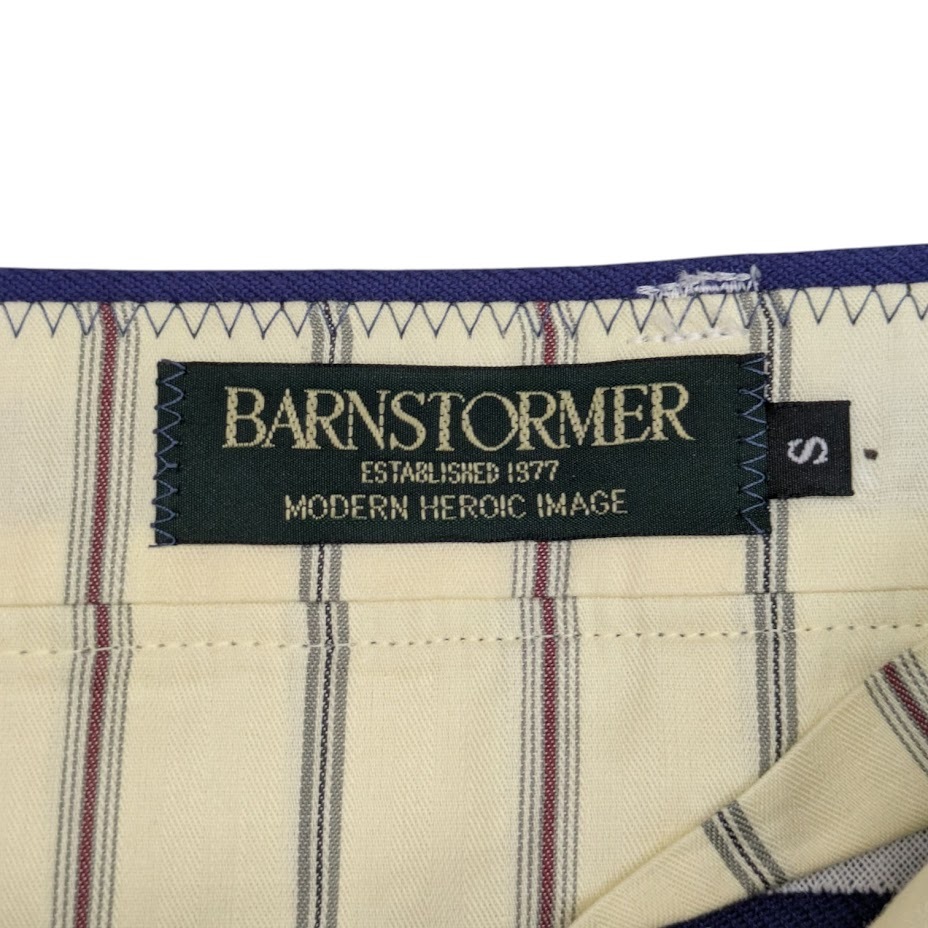 BARNSTORMER
ESTABLISHED 1977
MODERN HEROIC IMAGE
S